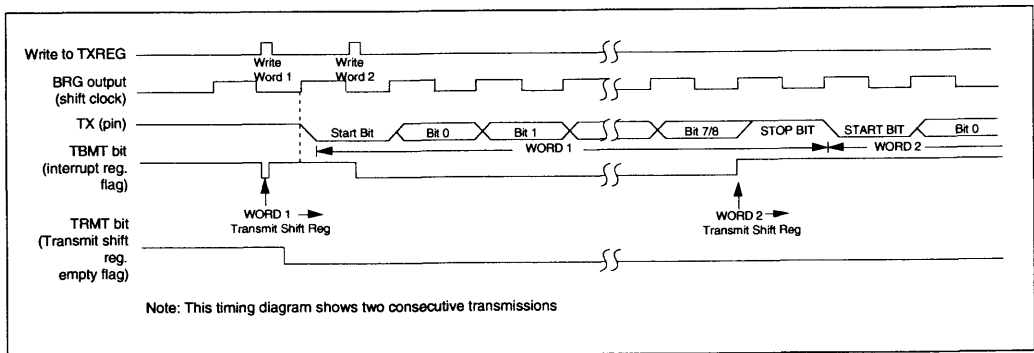 Write to TXREG
Write
Word 1
Write
Word 2
BRG output
(shift clock)
TX (pin)
Start Bit
Bit 0
Bit 1
Bit 7/8
STOP BIT
START BIT
Bit 0
WORD 1
WORD 2
TBMT bit
(interrupt reg.
flag)
WORD 1
Transmit Shift Reg
WORD 2
Transmit Shift Reg
TRMT bit
(Transmit shift
reg.
empty flag)
Note: This timing diagram shows two consecutive transmissions